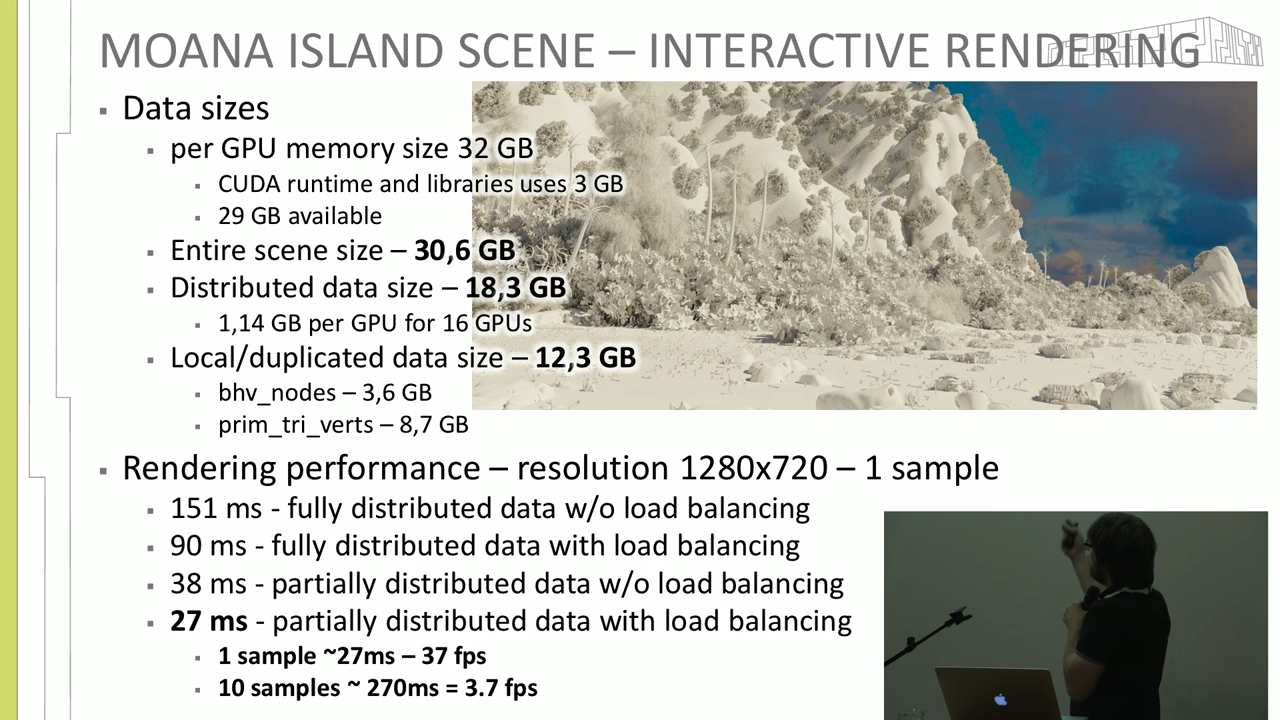 MOANA ISLAND SCENE – INTERACTIVE RENDERING
▪ Data sizes
▪ per GPU memory size 32 GB
▪ CUDA runtime and libraries uses 3 GB
▪ 29 GB available
▪ Entire scene size – 30,6 GB
▪ Distributed data size – 18,3 GB
▪ 1,14 GB per GPU for 16 GPUs
▪ Local/duplicated data size – 12,3 GB
▪ bhv_nodes – 3,6 GB
▪ prim_tri_verts – 8,7 GB
▪ Rendering performance – resolution 1280x720 – 1 sample
▪ 151 ms - fully distributed data w/o load balancing
▪ 90 ms - fully distributed data with load balancing
▪ 38 ms - partially distributed data w/o load balancing
▪ 27 ms - partially distributed data with load balancing
▪ 1 sample ~27ms – 37 fps
▪ 10 samples ~ 270ms = 3.7 fps